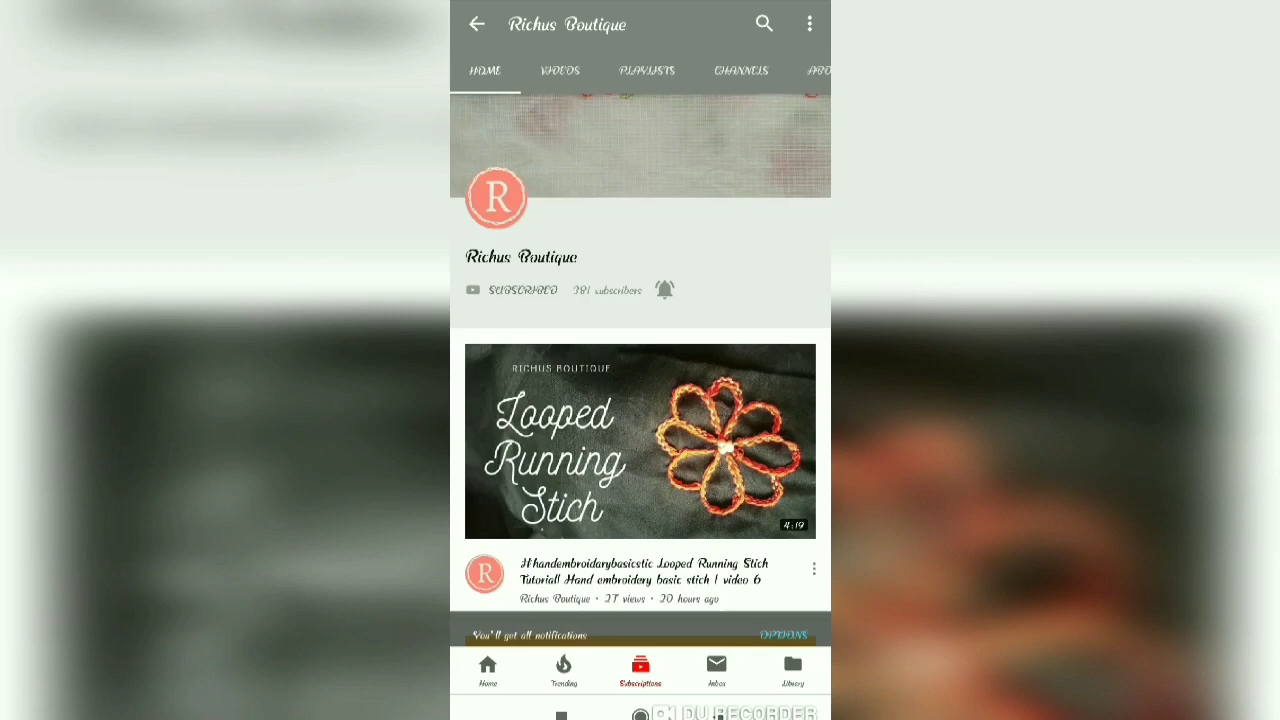 Richus Boutique
HOME VIDEOS PLAYLISTS CHANNELS ABO
R
Richus Boutique
SUBSCRIBED 381 subscribers
RICHUS BOUTIQUE
Looped
Running
Stich
4:19
R
#handembroidarybasicstic Looped Running Stich
Tutorial| Hand embroidery basic stich | video 6
Richus Boutique · 27 views · 20 hours ago
You'll get all notifications OPTIONS
Home Trending Subscriptions Inbox Library
DU RECORDER